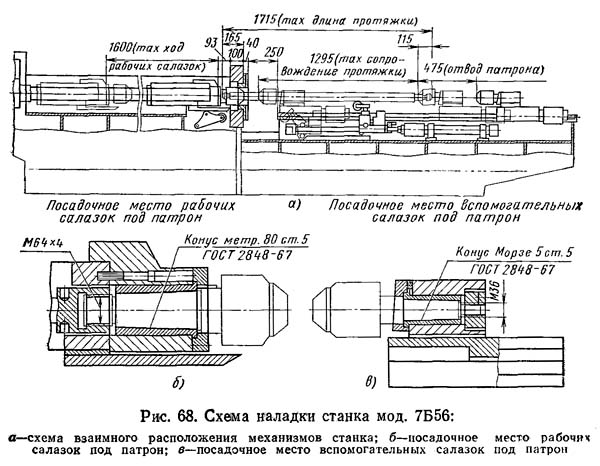 1715(max длина протяжки)
165
115
1600(max ход
рабочих салазок)
93
100
40
250
1295(max сопро-
вождение протяжки)
475(отвод патрона)
Посадочное место рабочих
салазок под патрон
а)
Посадочное место вспомогательных
салазок под патрон
М64×4
Конус метр. 80 ст. 5
ГОСТ 2848-67
Конус Морзе 5 ст. 5
ГОСТ 2848-67
М36
б)
в)
Рис. 68. Схема наладки станка мод. 7Б56:
а—схема взаимного расположения механизмов станка; б—посадочное место рабочих
салазок под патрон; в—посадочное место вспомогательных салазок под патрон